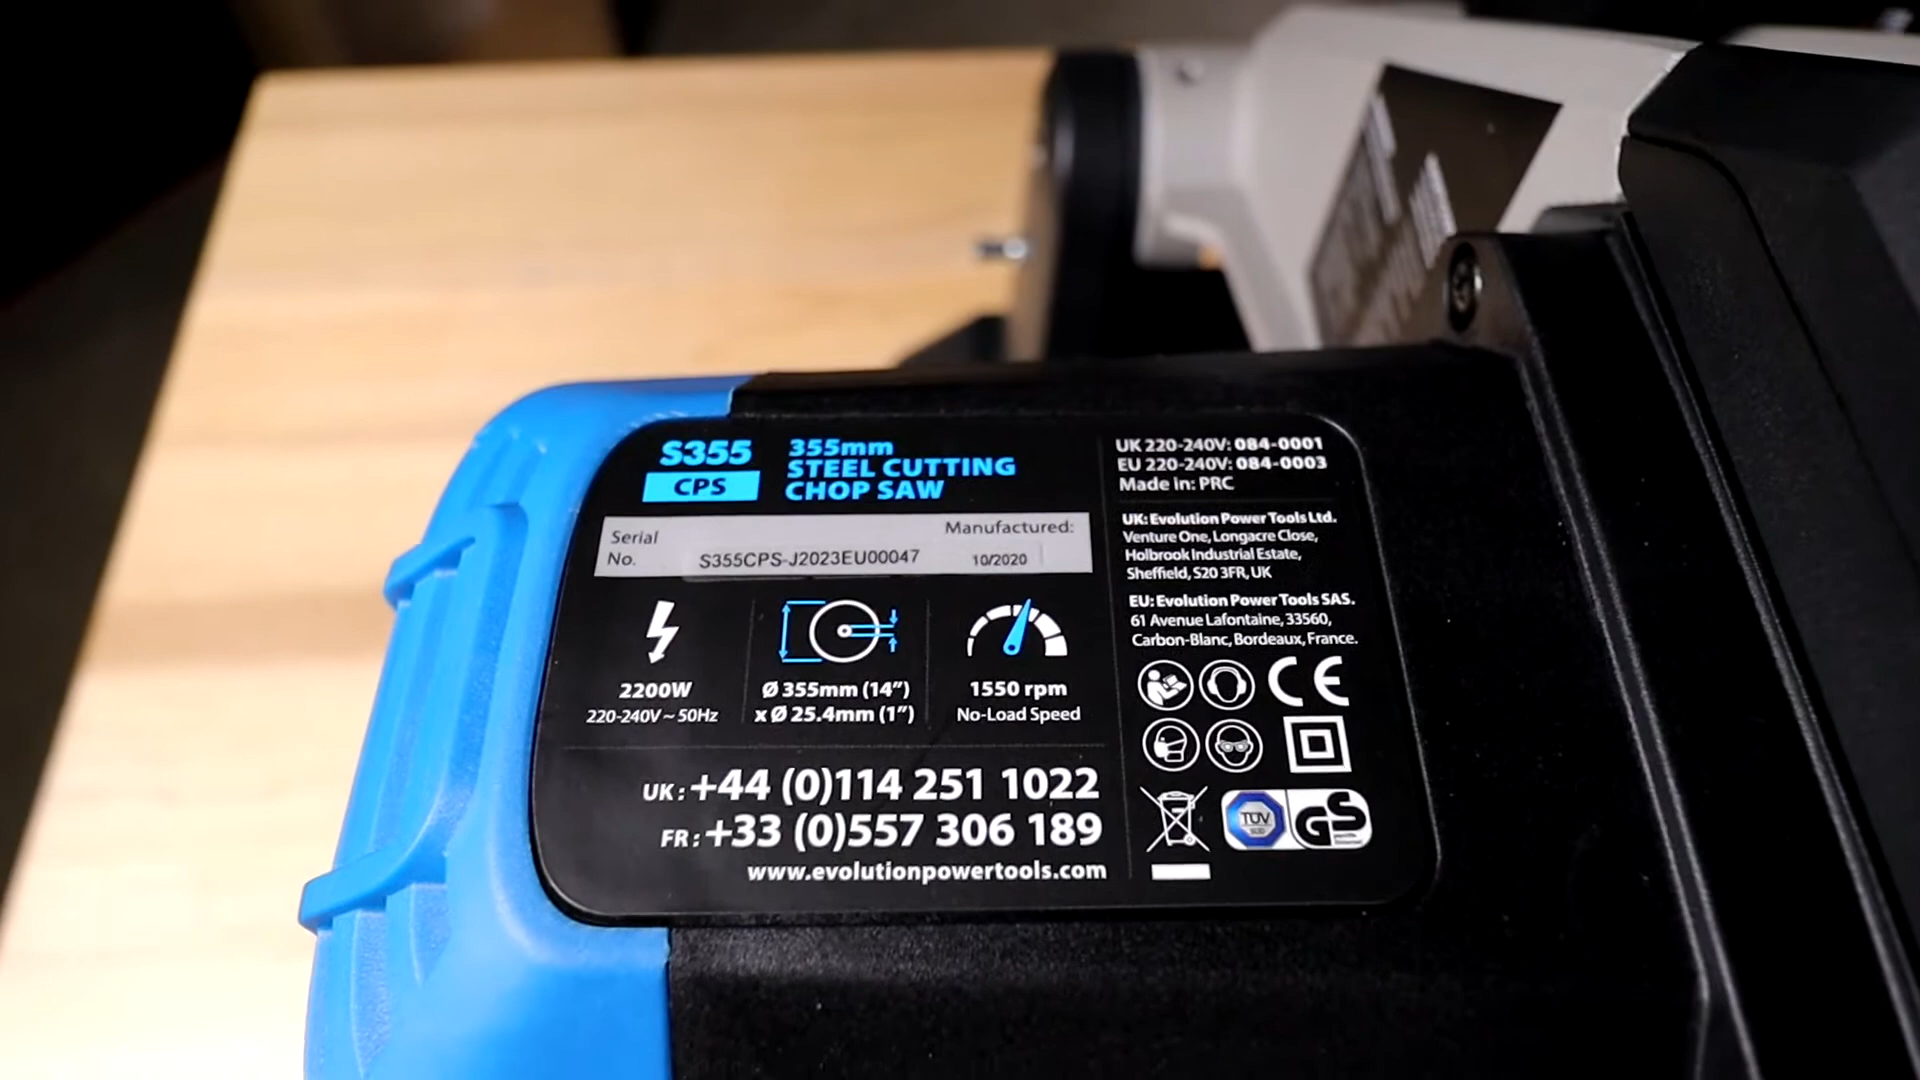 S355
CPS
355mm
STEEL CUTTING
CHOP SAW
Serial
No.
S355CPS-J2023EU00047
Manufactured:
10/2020
2200W
220-240V ~ 50Hz
Ø 355mm (14")
x Ø 25.4mm (1")
1550 rpm
No-Load Speed
UK : +44 (0)114 251 1022
FR : +33 (0)557 306 189
www.evolutionpowertools.com
UK 220-240V: 084-0001
EU 220-240V: 084-0003
Made in: PRC
UK: Evolution Power Tools Ltd.
Venture One, Longacre Close,
Holbrook Industrial Estate,
Sheffield, S20 3FR, UK
EU: Evolution Power Tools SAS.
61 Avenue Lafontaine, 33560,
Carbon-Blanc, Bordeaux, France.
CE
TÜV
SÜD
GS